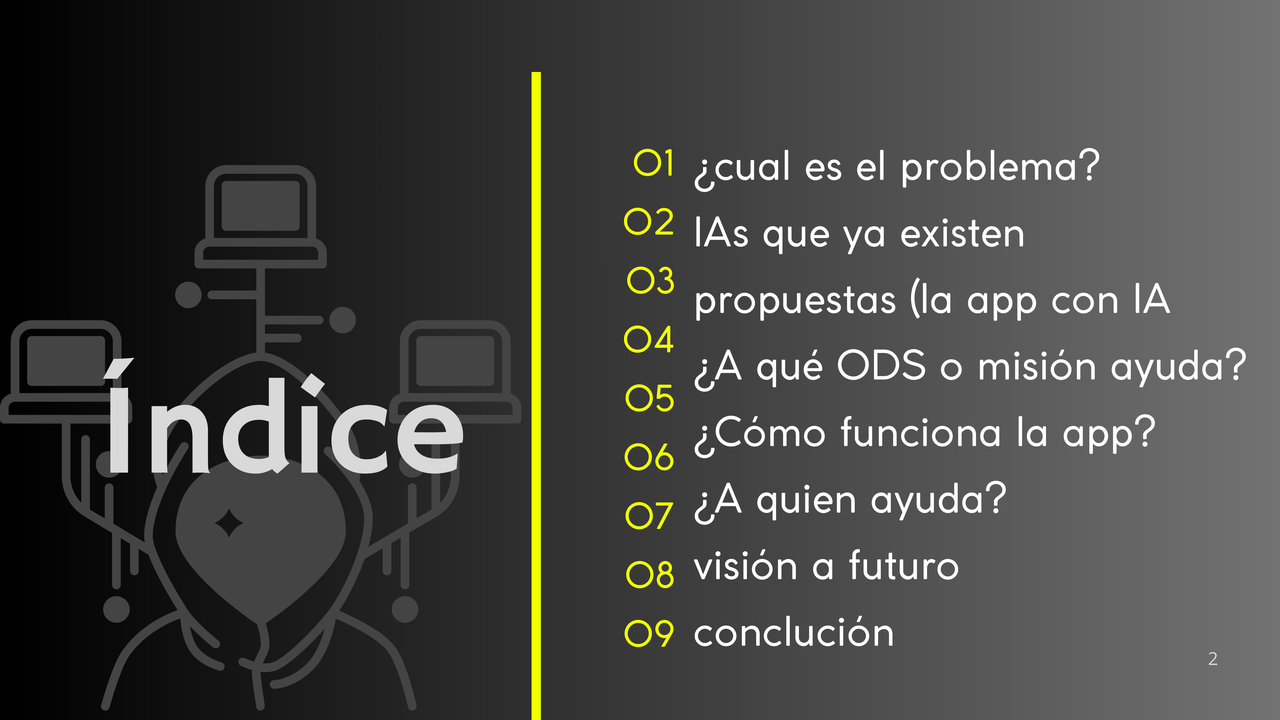 Índice
01
02
03
04
05
06
07
08
09
¿cual es el problema?
IAs que ya existen
propuestas (la app con IA
¿A qué ODS o misión ayuda?
¿Cómo funciona la app?
¿A quien ayuda?
visión a futuro
conclución
2